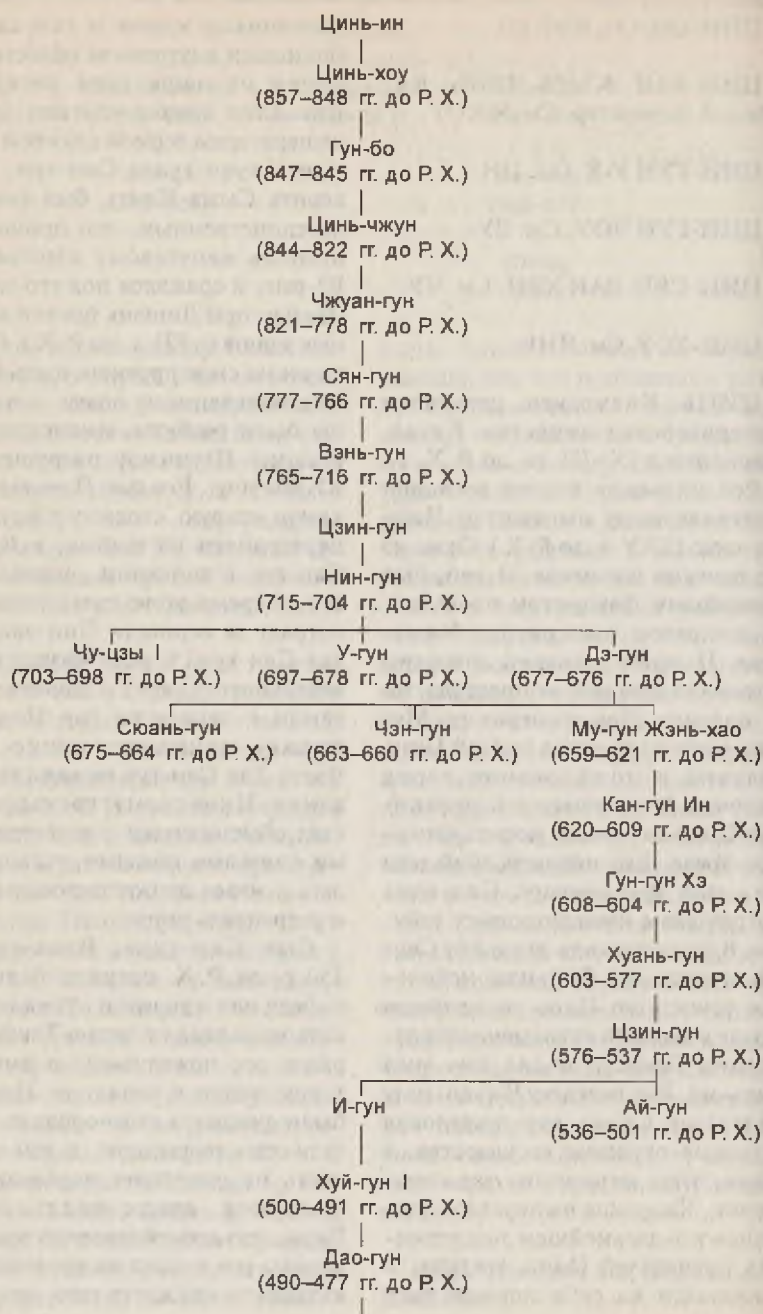 Цинь-ин
Цинь-хоу
(857–848 гг. до Р. Х.)
Гун-бо
(847–845 гг. до Р. Х.)
Цинь-чжун
(844–822 гг. до Р. Х.)
Чжуан-гун
(821–778 гг. до Р. Х.)
Сян-гун
(777–766 гг. до Р. Х.)
Вэнь-гун
(765–716 гг. до Р. Х.)
Цзин-гун
Нин-гун
(715–704 гг. до Р. Х.)
Чу-цзы I У-гун Дэ-гун
(703–698 гг. до Р. Х.) (697–678 гг. до Р. Х.) (677–676 гг. до Р. Х.)
Сюань-гун Чэн-гун Му-гун Жэнь-хао
(675–664 гг. до Р. Х.) (663–660 гг. до Р. Х.) (659–621 гг. до Р. Х.)
Кан-гун Ин
(620–609 гг. до Р. Х.)
Гун-гун Хэ
(608–604 гг. до Р. Х.)
Хуань-гун
(603–577 гг. до Р. Х.)
Цзин-гун
(576–537 гг. до Р. Х.)
И-гун Ай-гун
(536–501 гг. до Р. Х.)
Хуй-гун I
(500–491 гг. до Р. Х.)
Дао-гун
(490–477 гг. до Р. Х.)